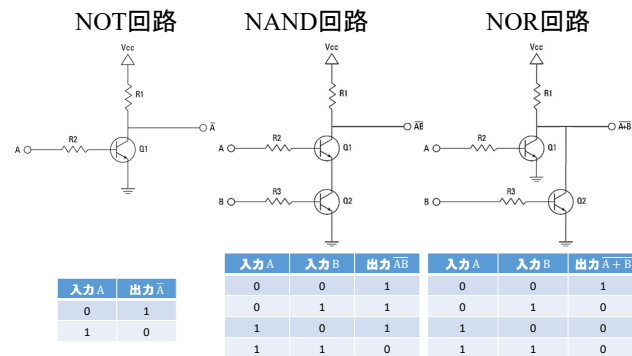 NOT回路
NAND回路
NOR回路
Vcc
R1
A̅
R2
A
Q1
Vcc
R1
A̅B̅
R2
A
Q1
R3
B
Q2
Vcc
R1
A̅+̅B̅
R2
A
Q1
R3
B
Q2
入力A 出力A̅
0 1
1 0
入力A 入力B 出力A̅B̅
0 0 1
0 1 1
1 0 1
1 1 0
入力A 入力B 出力A̅ ̅+̅ ̅B̅
0 0 1
0 1 0
1 0 0
1 1 0